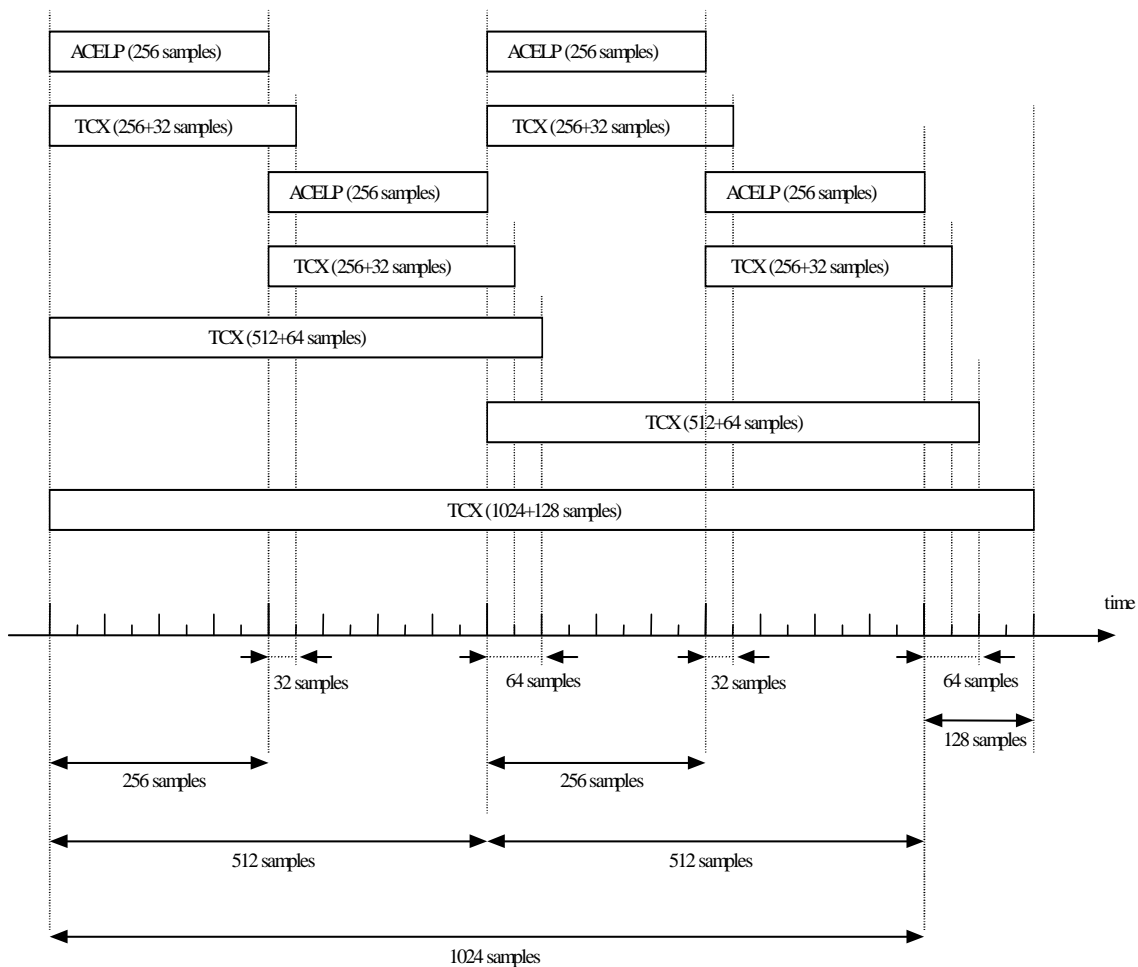 ACELP (256 samples)
ACELP (256 samples)
TCX (256+32 samples)
TCX (256+32 samples)
ACELP (256 samples)
ACELP (256 samples)
TCX (256+32 samples)
TCX (256+32 samples)
TCX (512+64 samples)
TCX (512+64 samples)
TCX (1024+128 samples)
time
32 samples
64 samples
32 samples
64 samples
128 samples
256 samples
256 samples
512 samples
512 samples
1024 samples